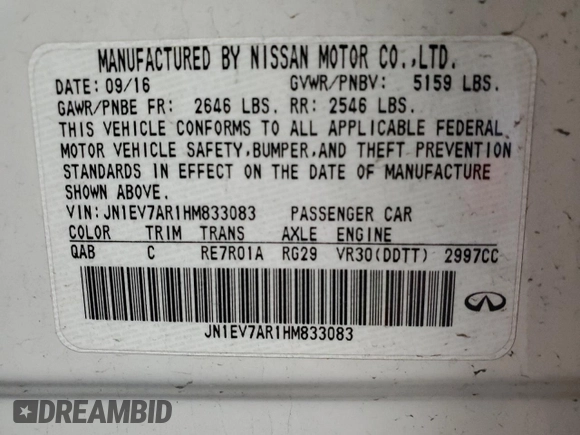 MANUFACTURED BY NISSAN MOTOR CO.,LTD.
DATE: 09/16 GVWR/PNBV: 5159 LBS.
GAWR/PNBE FR: 2646 LBS. RR: 2546 LBS.
THIS VEHICLE CONFORMS TO ALL APPLICABLE FEDERAL
MOTOR VEHICLE SAFETY,BUMPER,AND THEFT PREVENTION
STANDARDS IN EFFECT ON THE DATE OF MANUFACTURE
SHOWN ABOVE.
VIN:JN1EV7AR1HM833083 PASSENGER CAR
COLOR TRIM TRANS AXLE ENGINE
QAB C RE7R01A RG29 VR30(DDTT) 2997CC
JN1EV7AR1HM833083
DREAMBID